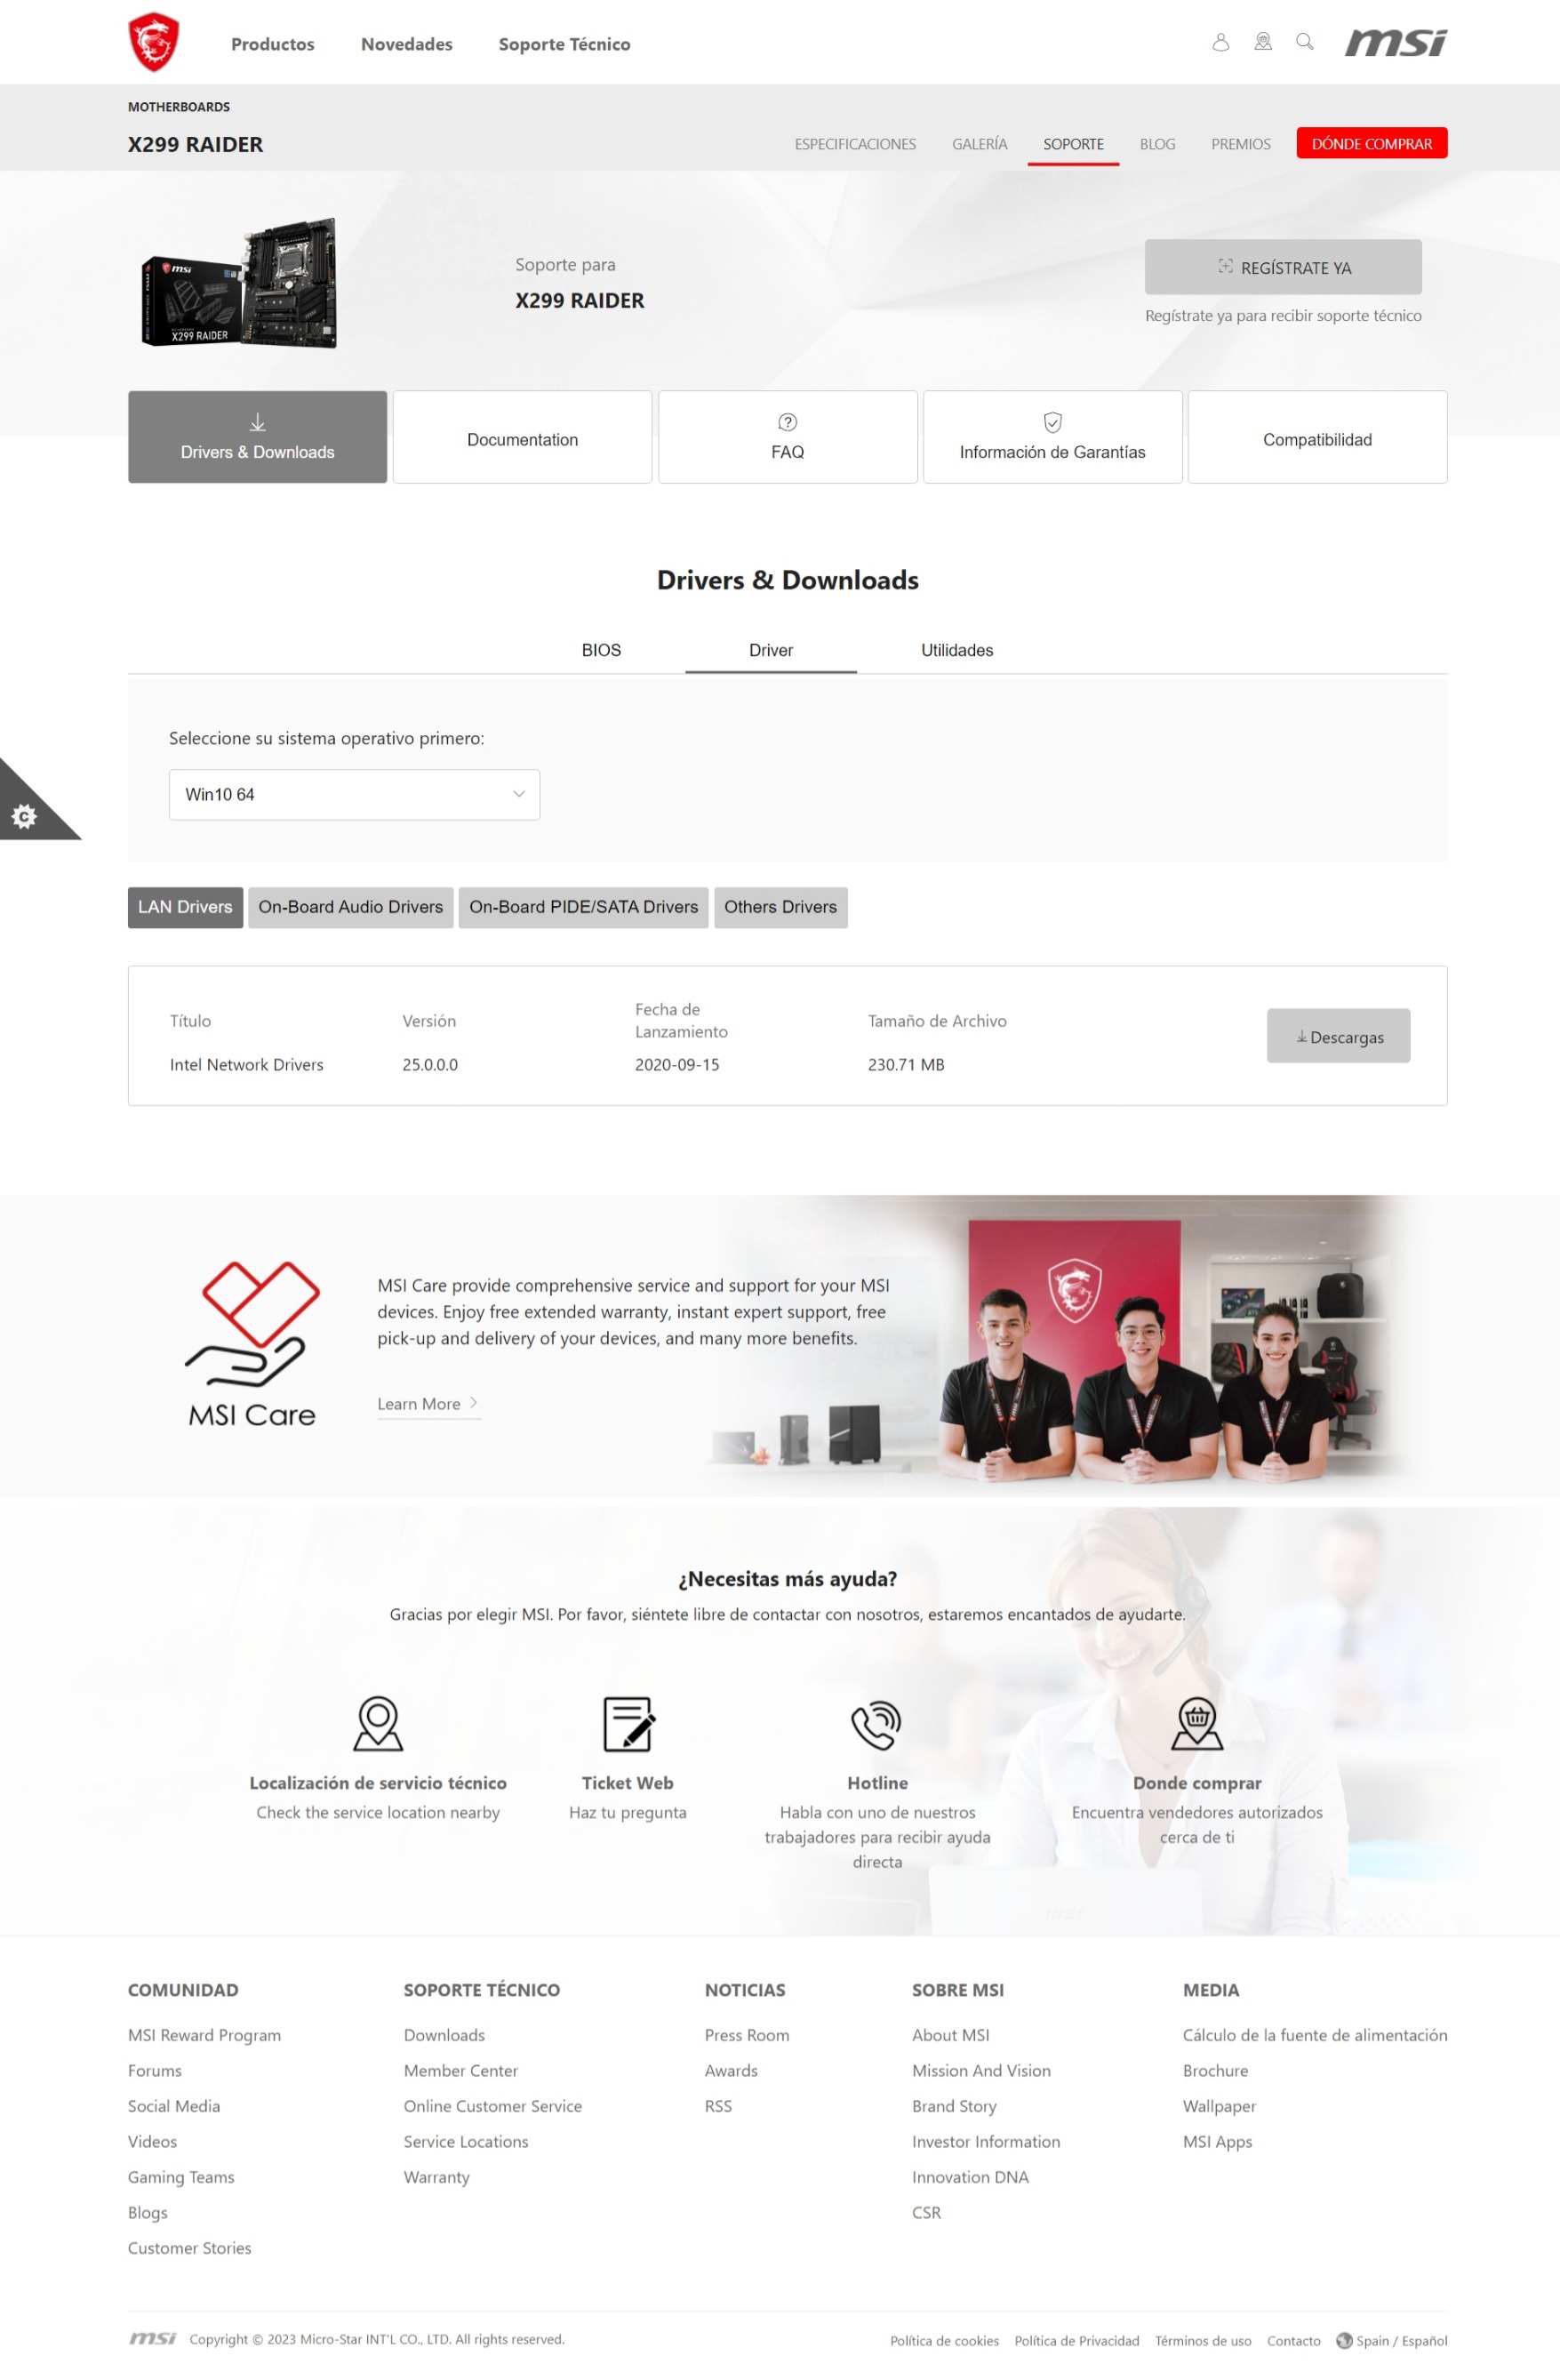 Productos
Novedades
Soporte Técnico
msi
MOTHERBOARDS
X299 RAIDER
ESPECIFICACIONES
GALERÍA
SOPORTE
BLOG
PREMIOS
DÓNDE COMPRAR
msi
X299 RAIDER
Soporte para
X299 RAIDER
REGÍSTRATE YA
Regístrate ya para recibir soporte técnico
Drivers & Downloads
Documentation
FAQ
Información de Garantías
Compatibilidad
Drivers & Downloads
BIOS
Driver
Utilidades
Seleccione su sistema operativo primero:
Win10 64
C
LAN Drivers
On-Board Audio Drivers
On-Board PIDE/SATA Drivers
Others Drivers
Título
Versión
Fecha de
Lanzamiento
Tamaño de Archivo
Descargas
Intel Network Drivers
25.0.0.0
2020-09-15
230.71 MB
MSI Care
MSI Care provide comprehensive service and support for your MSI
devices. Enjoy free extended warranty, instant expert support, free
pick-up and delivery of your devices, and many more benefits.
Learn More
¿Necesitas más ayuda?
Gracias por elegir MSI. Por favor, siéntete libre de contactar con nosotros, estaremos encantados de ayudarte.
Localización de servicio técnico
Check the service location nearby
Ticket Web
Haz tu pregunta
Hotline
Habla con uno de nuestros
trabajadores para recibir ayuda
directa
Donde comprar
Encuentra vendedores autorizados
cerca de ti
msi
COMUNIDAD
MSI Reward Program
Forums
Social Media
Videos
Gaming Teams
Blogs
Customer Stories
SOPORTE TÉCNICO
Downloads
Member Center
Online Customer Service
Service Locations
Warranty
NOTICIAS
Press Room
Awards
RSS
SOBRE MSI
About MSI
Mission And Vision
Brand Story
Investor Information
Innovation DNA
CSR
MEDIA
Cálculo de la fuente de alimentación
Brochure
Wallpaper
MSI Apps
msi
Copyright © 2023 Micro-Star INT'L CO., LTD. All rights reserved.
Política de cookies
Política de Privacidad
Términos de uso
Contacto
Spain / Español